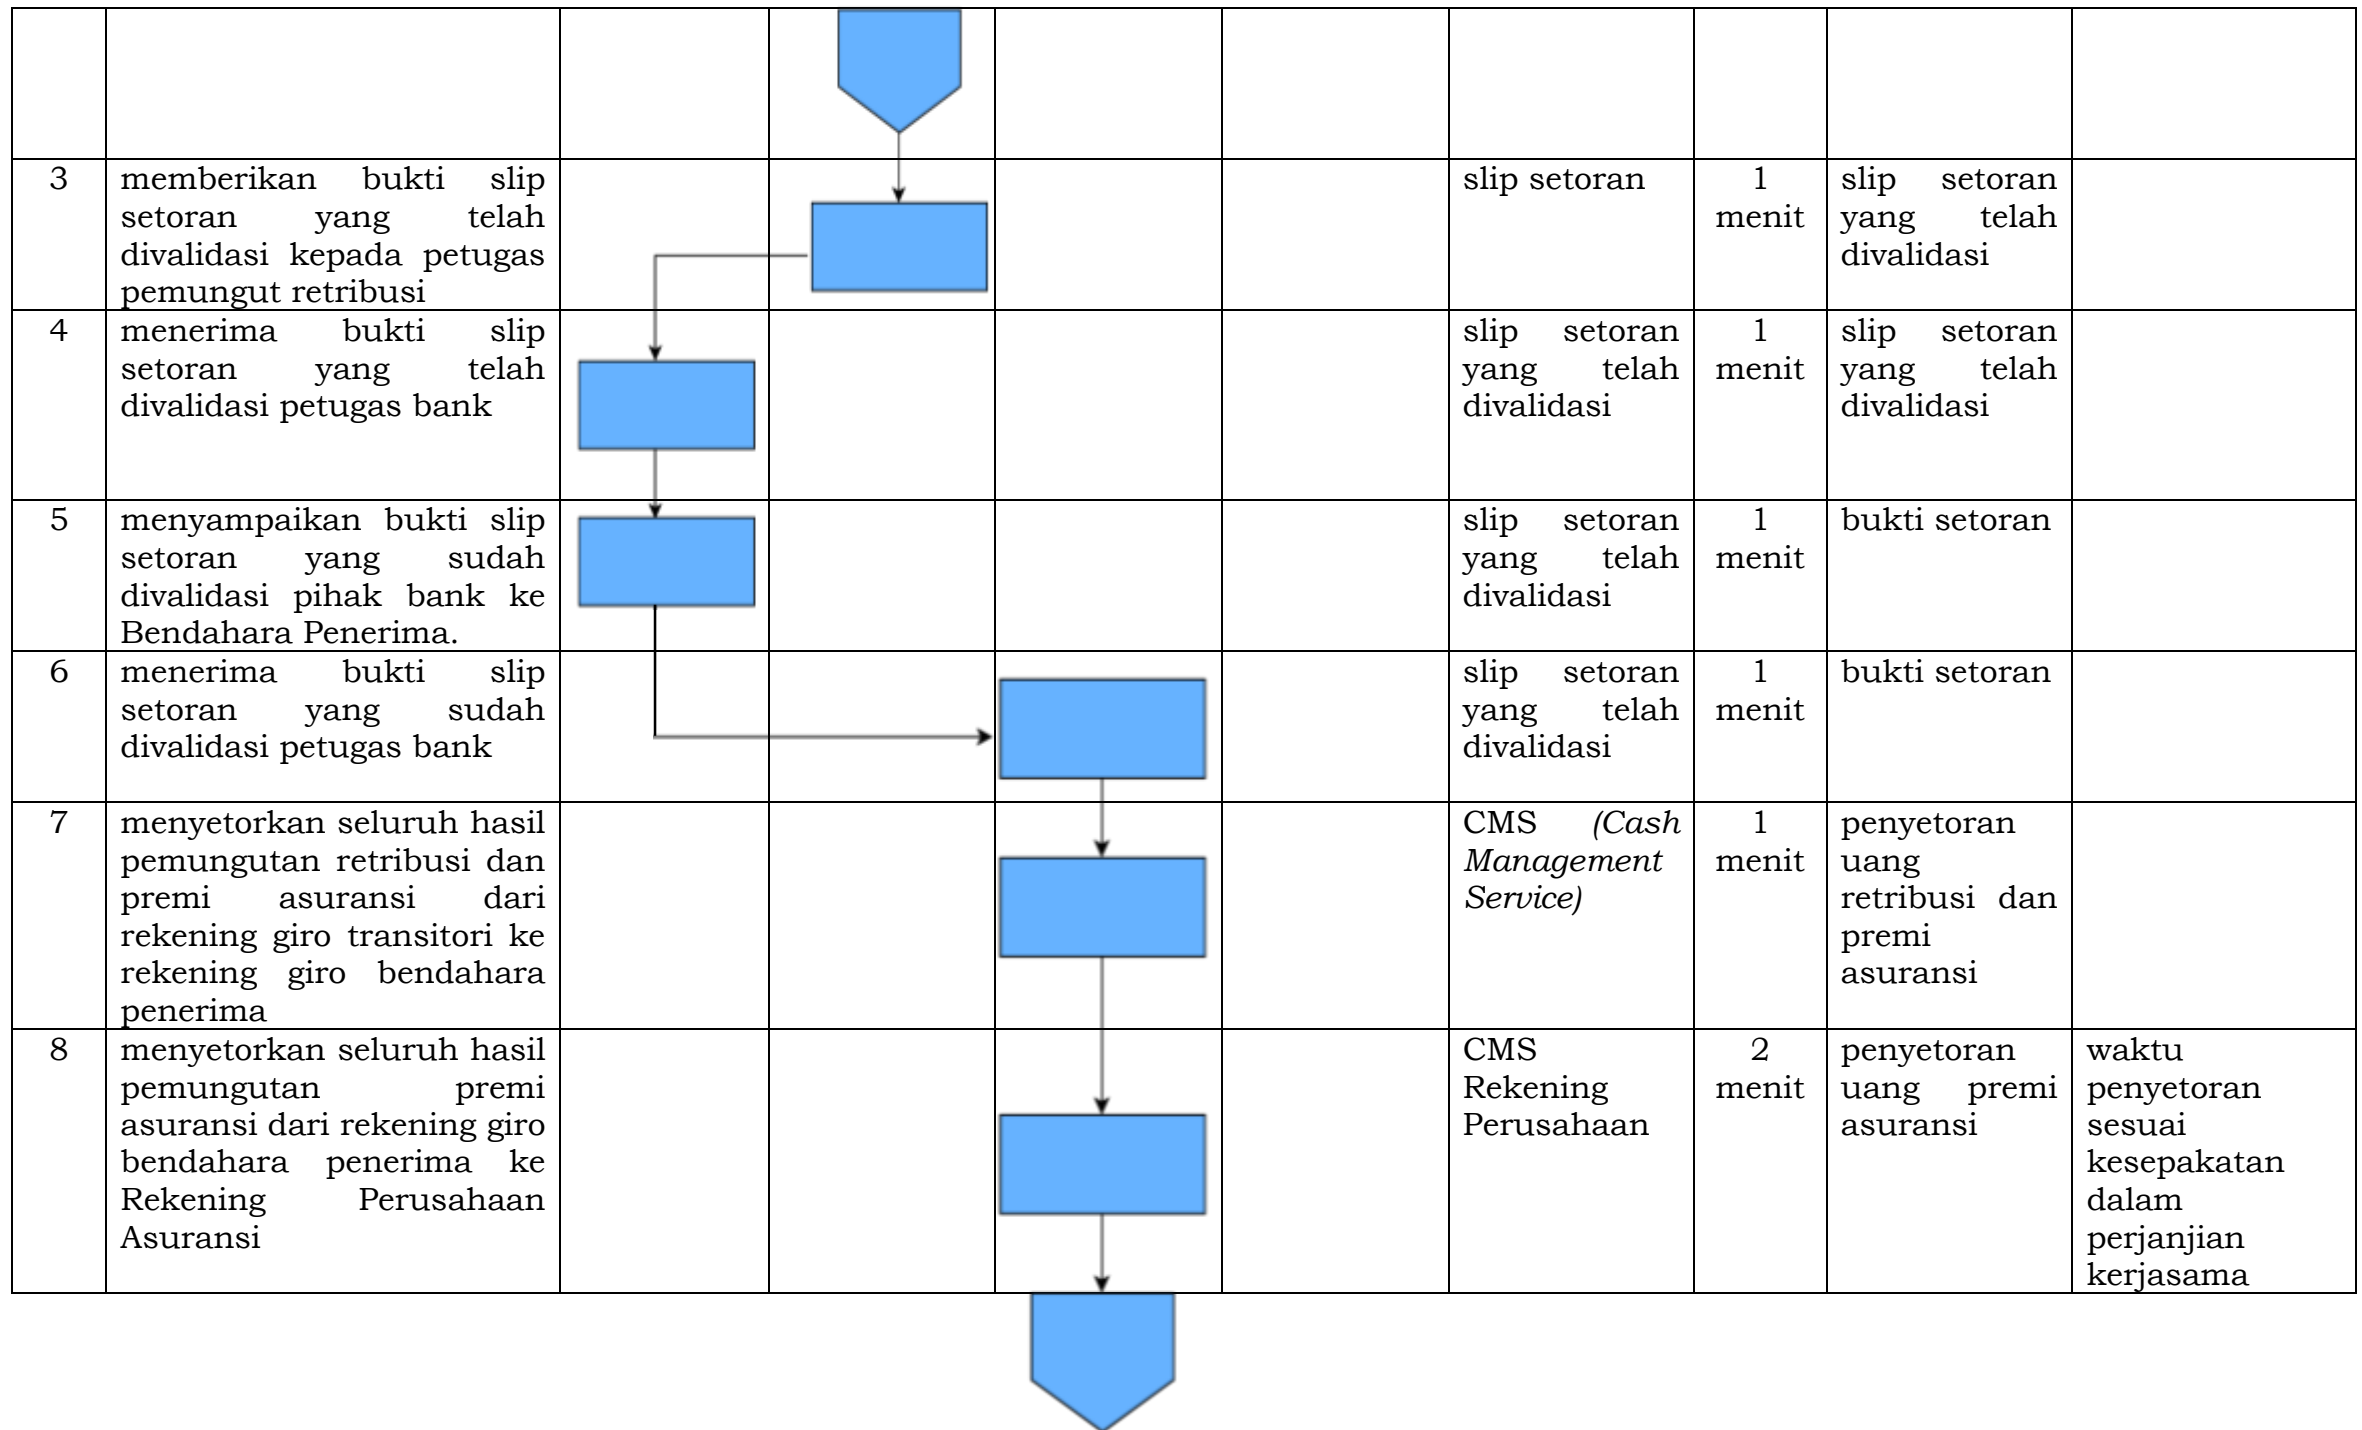 3
memberikan bukti slip
setoran yang telah
divalidasi kepada petugas
pemungut retribusi
slip setoran
1
menit
slip setoran
yang telah
divalidasi
4
menerima bukti slip
setoran yang telah
divalidasi petugas bank
slip setoran
yang telah
divalidasi
1
menit
slip setoran
yang telah
divalidasi
5
menyampaikan bukti slip
setoran yang sudah
divalidasi pihak bank ke
Bendahara Penerima.
slip setoran
yang telah
divalidasi
1
menit
bukti setoran
6
menerima bukti slip
setoran yang sudah
divalidasi petugas bank
slip setoran
yang telah
divalidasi
1
menit
bukti setoran
7
menyetorkan seluruh hasil
pemungutan retribusi dan
premi asuransi dari
rekening giro transitori ke
rekening giro bendahara
penerima
CMS (Cash
Management
Service)
1
menit
penyetoran
uang
retribusi dan
premi
asuransi
8
menyetorkan seluruh hasil
pemungutan premi
asuransi dari rekening giro
bendahara penerima ke
Rekening Perusahaan
Asuransi
CMS
Rekening
Perusahaan
2
menit
penyetoran
uang premi
asuransi
waktu
penyetoran
sesuai
kesepakatan
dalam
perjanjian
kerjasama